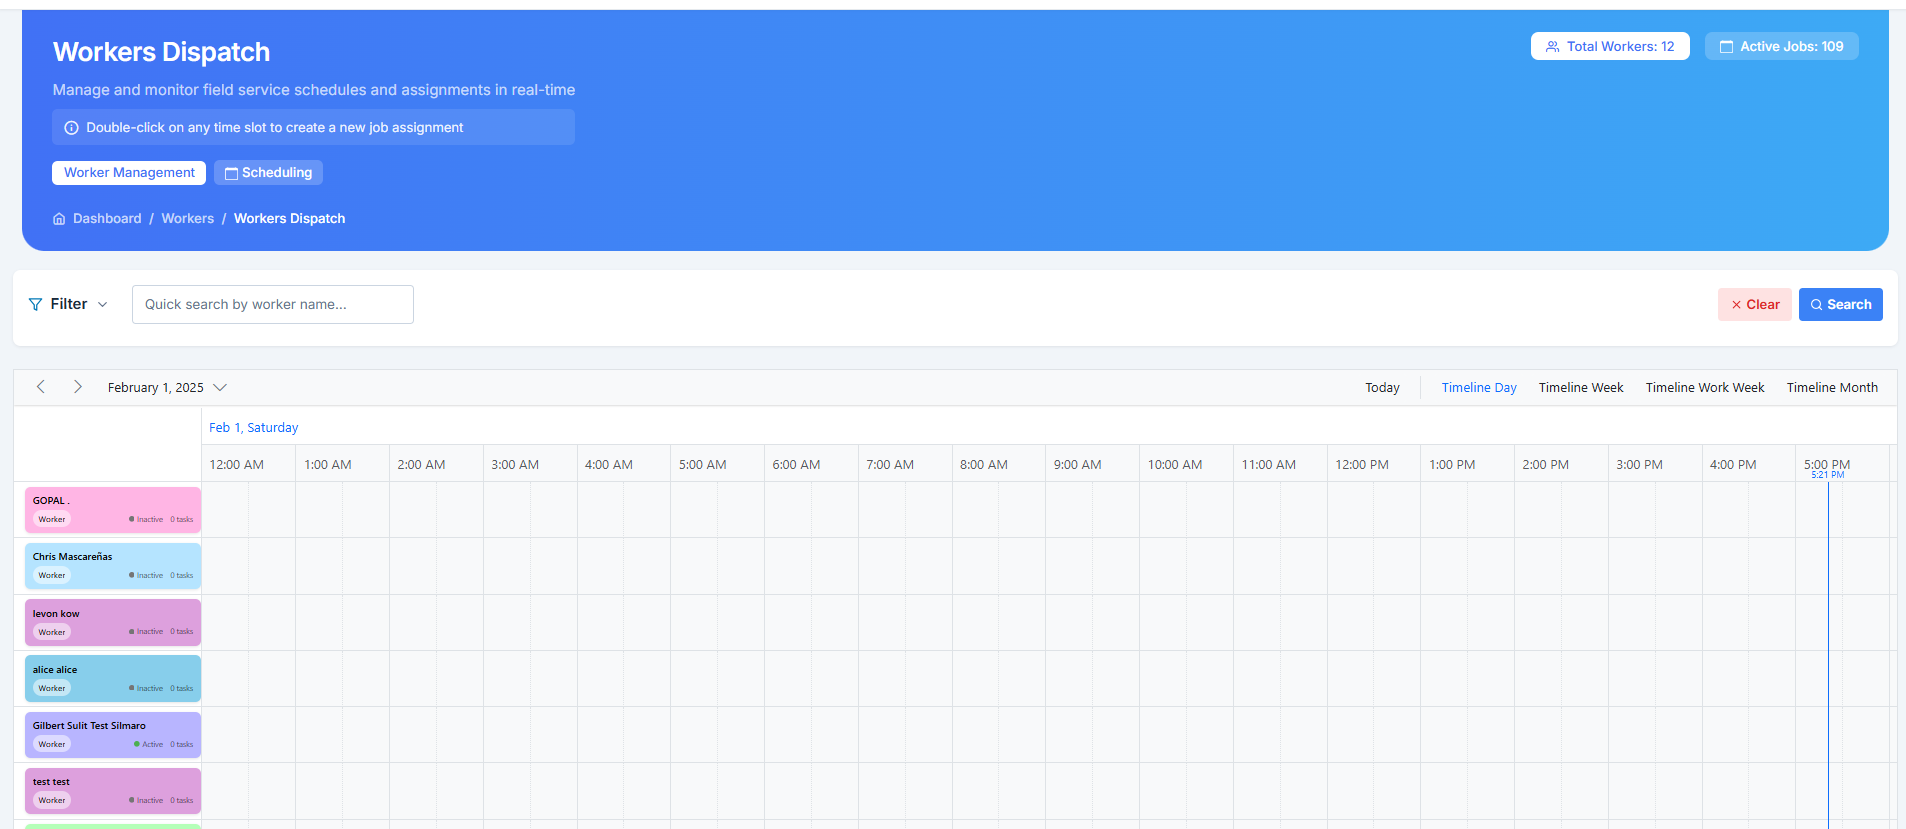 Workers Dispatch
Total Workers: 12
Active Jobs: 109
Manage and monitor field service schedules and assignments in real-time
Double-click on any time slot to create a new job assignment
Worker Management
Scheduling
Dashboard / Workers / Workers Dispatch
Filter
Quick search by worker name...
Clear
Search
February 1, 2025
Today
Timeline Day
Timeline Week
Timeline Work Week
Timeline Month
Feb 1, Saturday
12:00 AM 1:00 AM 2:00 AM 3:00 AM 4:00 AM 5:00 AM 6:00 AM 7:00 AM 8:00 AM 9:00 AM 10:00 AM 11:00 AM 12:00 PM 1:00 PM 2:00 PM 3:00 PM 4:00 PM 5:00 PM
5:21 PM
GOPAL .
Worker Inactive 0 tasks
Chris Mascareñas
Worker Inactive 0 tasks
levon kow
Worker Inactive 0 tasks
alice alice
Worker Inactive 0 tasks
Gilbert Sulit Test Silmaro
Worker Active 0 tasks
test test
Worker Inactive 0 tasks